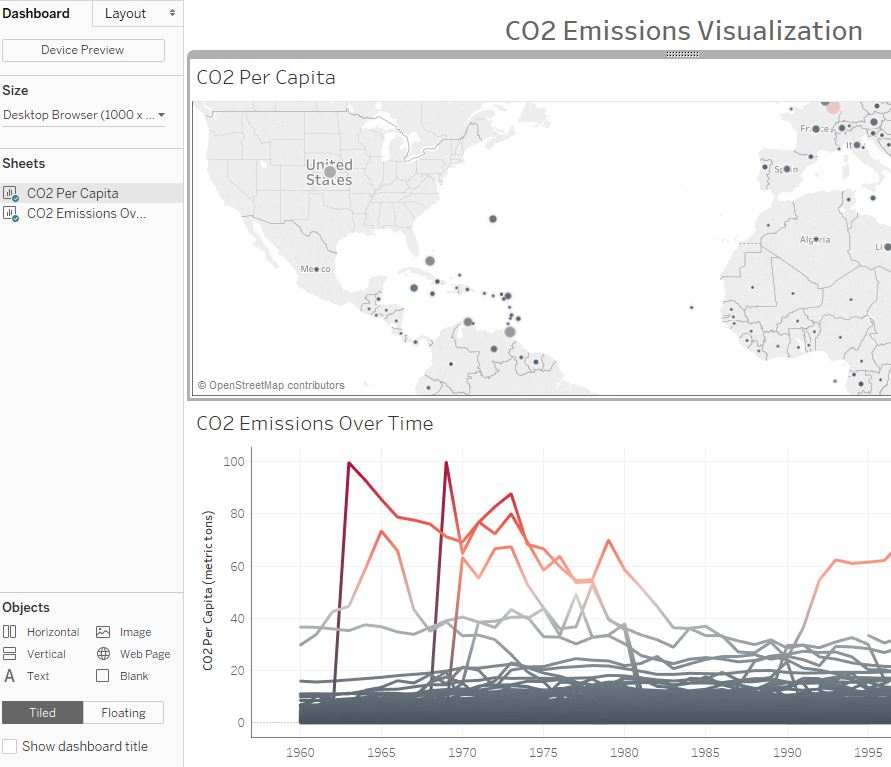 Dashboard
Layout
Device Preview
Size
Desktop Browser (1000 x ...
Sheets
CO2 Per Capita
CO2 Emissions Ov...
Objects
Horizontal
Image
Vertical
Web Page
A Text
Blank
Tiled
Floating
Show dashboard title
CO2 Emissions Visualization
CO2 Per Capita
United
States
Mexico
France
It
Spain
Algeria
Li
© OpenStreetMap contributors
CO2 Emissions Over Time
CO2 Per Capita (metric tons)
100
80
60
40
20
0
1960
1965
1970
1975
1980
1985
1990
1995